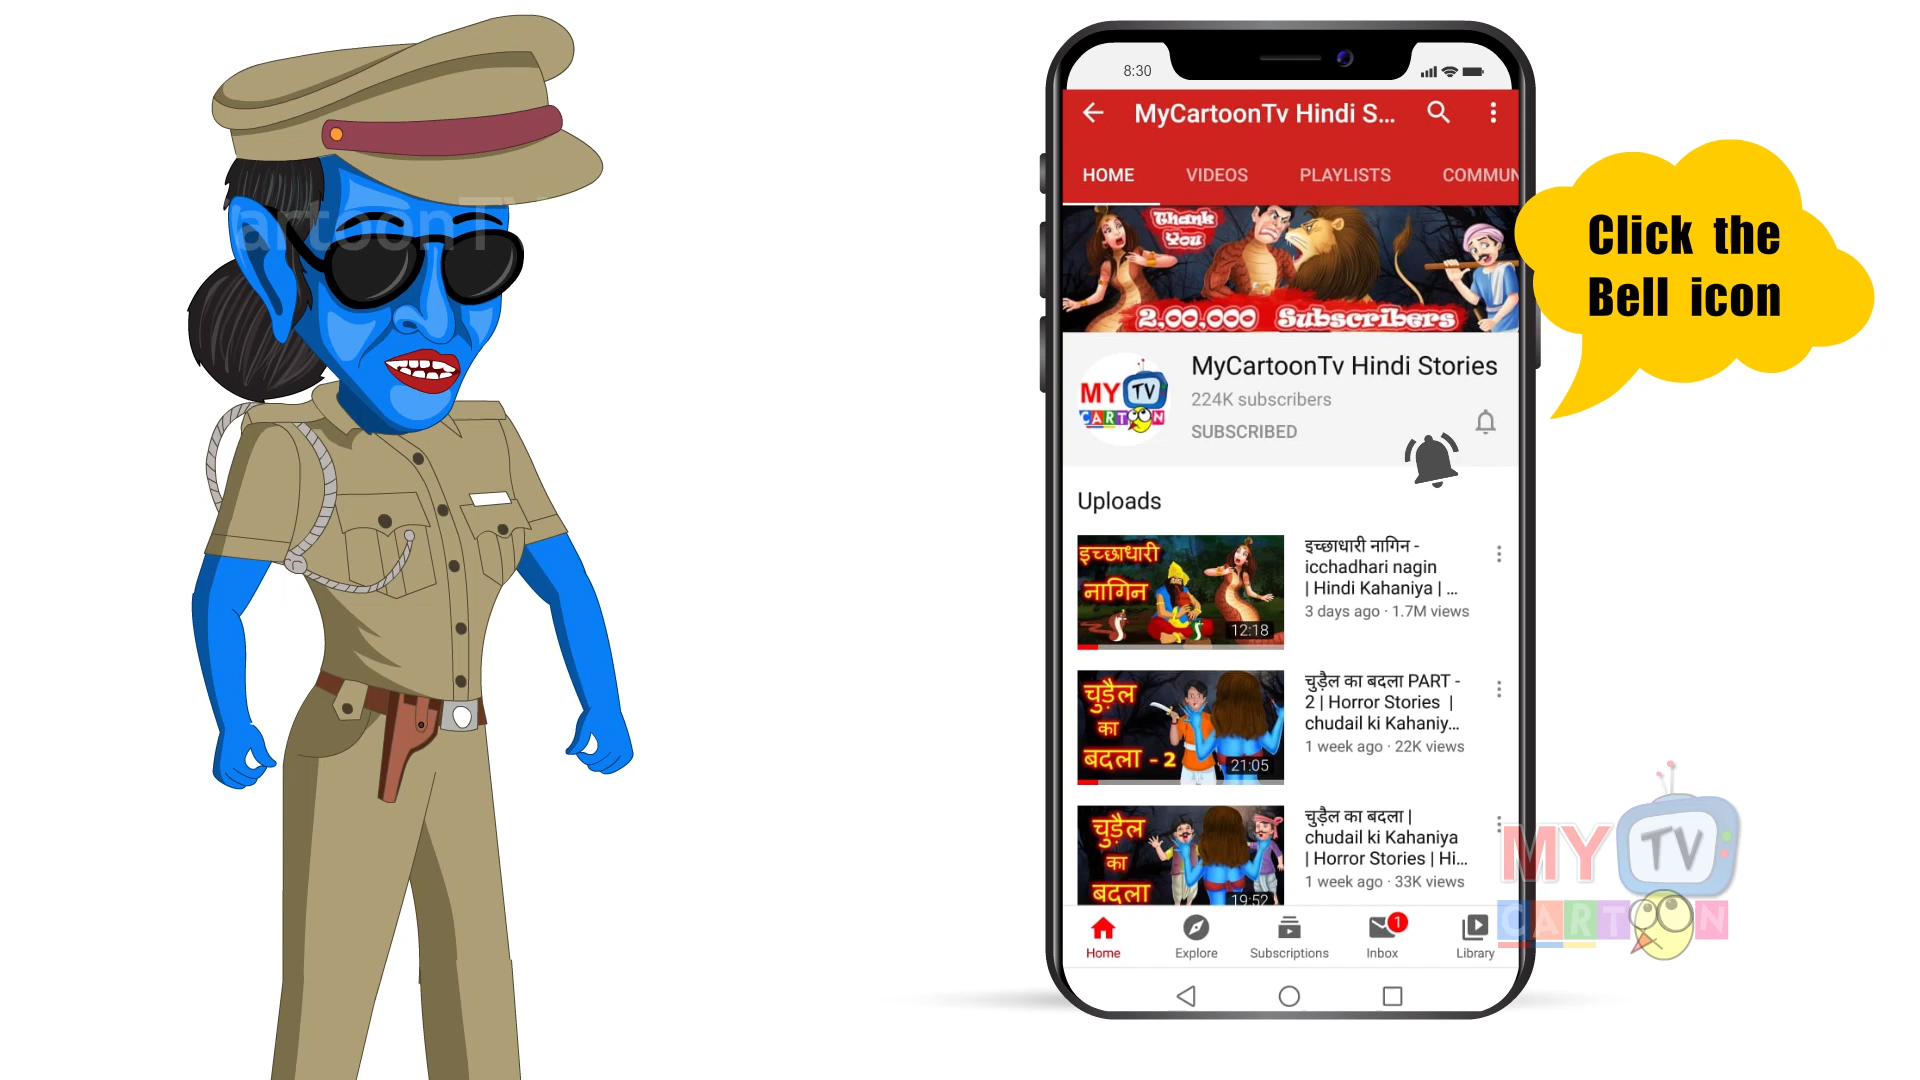 artoonT
8:30
MyCartoonTv Hindi S...
HOME VIDEOS PLAYLISTS COMMUN
Thank
You
2,00,000 Subscribers
MyCartoonTv Hindi Stories
224K subscribers
SUBSCRIBED
MY TV
CARTOON
Click the
Bell icon
Uploads
इच्छाधारी
नागिन
12:18
इच्छाधारी नागिन -
icchadhari nagin
| Hindi Kahaniya | ...
3 days ago · 1.7M views
चुड़ैल
का
बदला - 2
21:05
चुड़ैल का बदला PART -
2 | Horror Stories |
chudail ki Kahaniy...
1 week ago · 22K views
चुड़ैल
का
बदला
19:52
चुड़ैल का बदला |
chudail ki Kahaniya
| Horror Stories | Hi...
1 week ago · 33K views
1
Home Explore Subscriptions Inbox Library
MY TV
CARTOON